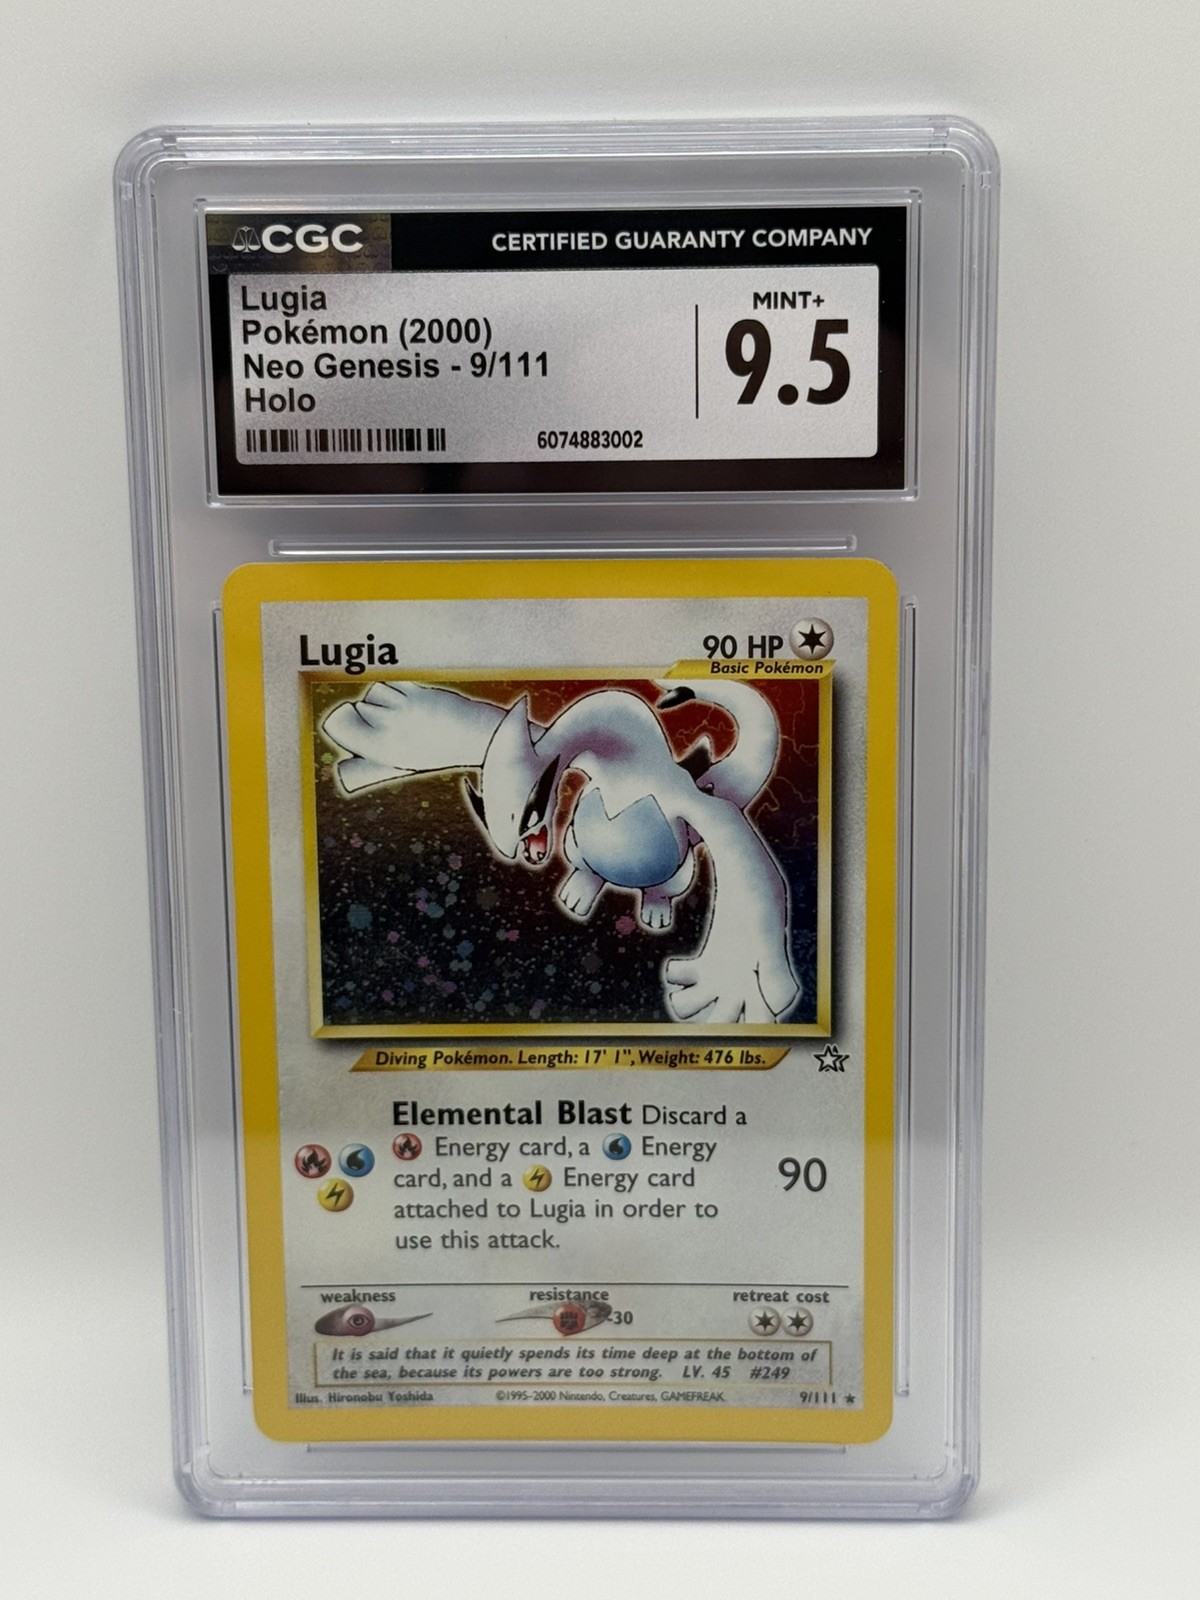 CGC
CERTIFIED GUARANTY COMPANY
Lugia
Pokémon (2000)
Neo Genesis - 9/111
Holo
6074883002
MINT+
9.5
Lugia
90 HP
Basic Pokémon
Diving Pokémon. Length: 17' 1", Weight: 476 lbs.
Elemental Blast Discard a
Energy card, a Energy
card, and a Energy card
attached to Lugia in order to
use this attack.
90
weakness
resistance
-30
retreat cost
It is said that it quietly spends its time deep at the bottom of
the sea, because its powers are too strong. LV. 45 #249
Illus. Hironobu Yoshida
©1995-2000 Nintendo, Creatures, GAMEFREAK.
9/111 ★